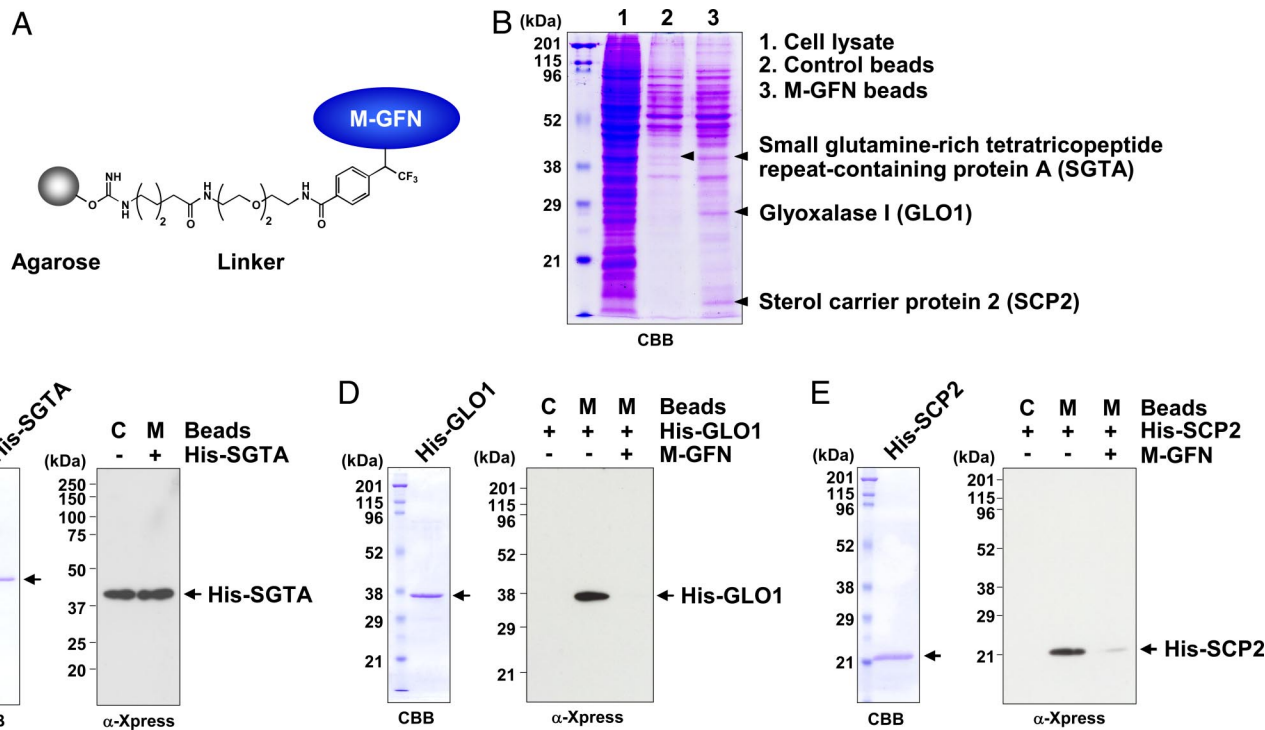 A
M-GFN
NH
O
N
H
2
O
H
N
O
2
H
N
O
CF3
Agarose
Linker
B
(kDa)
1 2 3
201
115
96
52
38
29
21
1. Cell lysate
2. Control beads
3. M-GFN beads
Small glutamine-rich tetratricopeptide
repeat-containing protein A (SGTA)
Glyoxalase I (GLO1)
Sterol carrier protein 2 (SCP2)
CBB
His-SGTA
C M Beads
- + His-SGTA
(kDa)
250
150
100
75
50
37
25
20
His-SGTA
B
α-Xpress
D
His-GLO1
(kDa)
201
115
96
52
38
29
21
CBB
C M M Beads
+ + + His-GLO1
- - + M-GFN
(kDa)
201
115
96
52
38
29
21
His-GLO1
α-Xpress
E
His-SCP2
(kDa)
201
115
96
52
38
29
21
CBB
C M M Beads
+ + + His-SCP2
- - + M-GFN
(kDa)
201
115
96
52
38
29
21
His-SCP2
α-Xpress